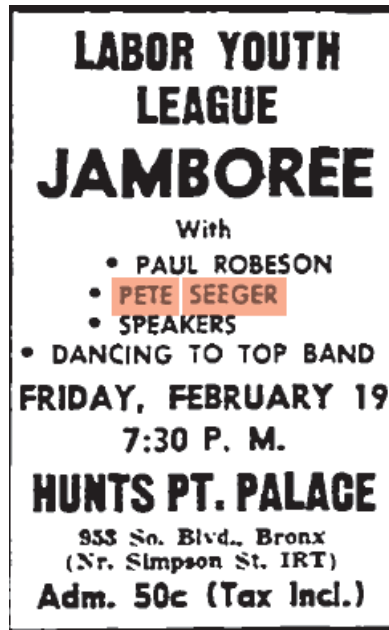 LABOR YOUTH
LEAGUE
JAMBOREE
With
• PAUL ROBESON
• PETE SEEGER
• SPEAKERS
• DANCING TO TOP BAND
FRIDAY, FEBRUARY 19
7:30 P. M.
HUNTS PT. PALACE
953 So. Blvd., Bronx
(Nr. Simpson St. IRT)
Adm. 50c (Tax Incl.)